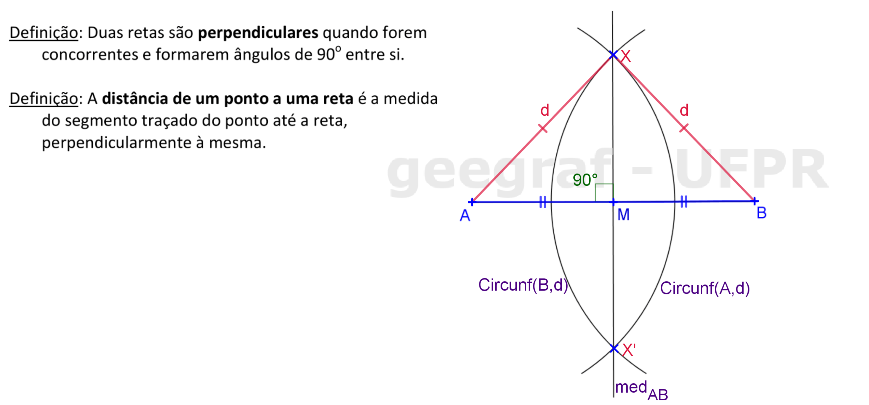 Definição: Duas retas são perpendiculares quando forem
concorrentes e formarem ângulos de 90º entre si.
Definição: A distância de um ponto a uma reta é a medida
do segmento traçado do ponto até a reta,
perpendicularmente à mesma.
X
d
d
geegraf - UFPR
90°
A
M
B
Circunf(B,d)
Circunf(A,d)
X'
med AB